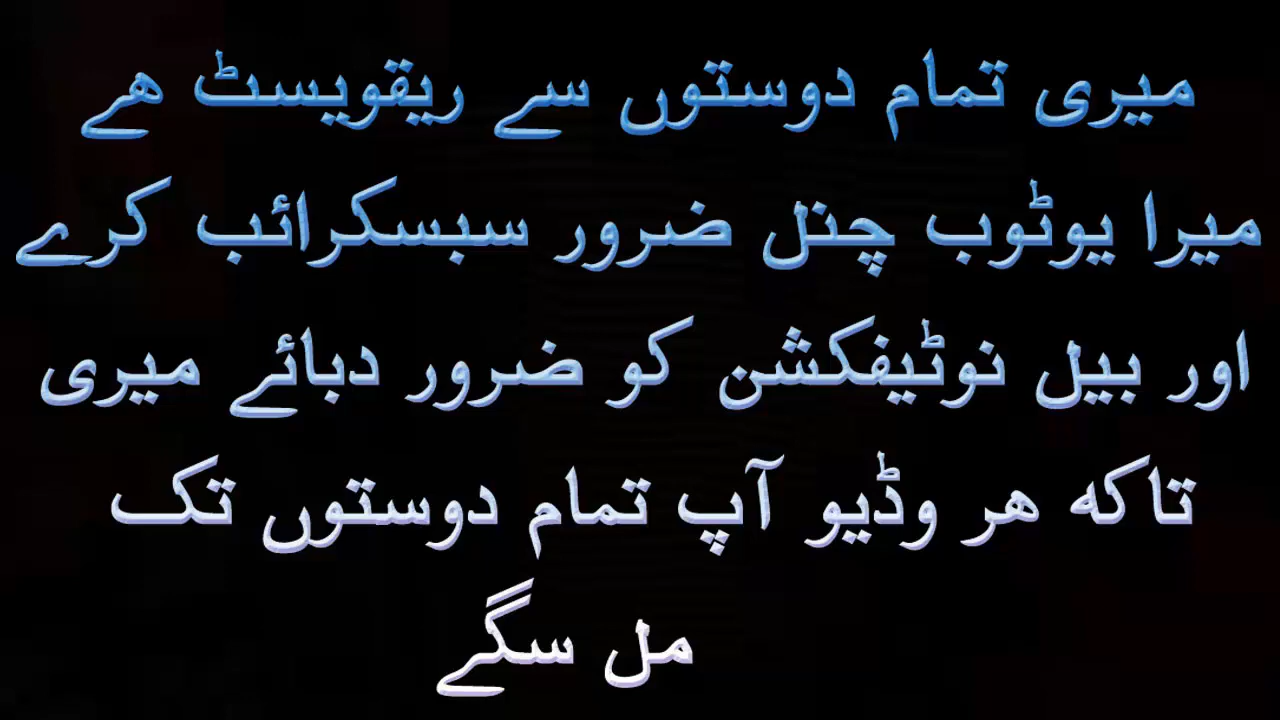 میری تمام دوستوں سے ریقویسٹ ھے
میرا یوٹوب چنل ضرور سبسکرائب کرے
اور بیل نوٹیفکشن کو ضرور دبائے میری
تاکه ھر وڈیو آپ تمام دوستوں تک
مل سگے